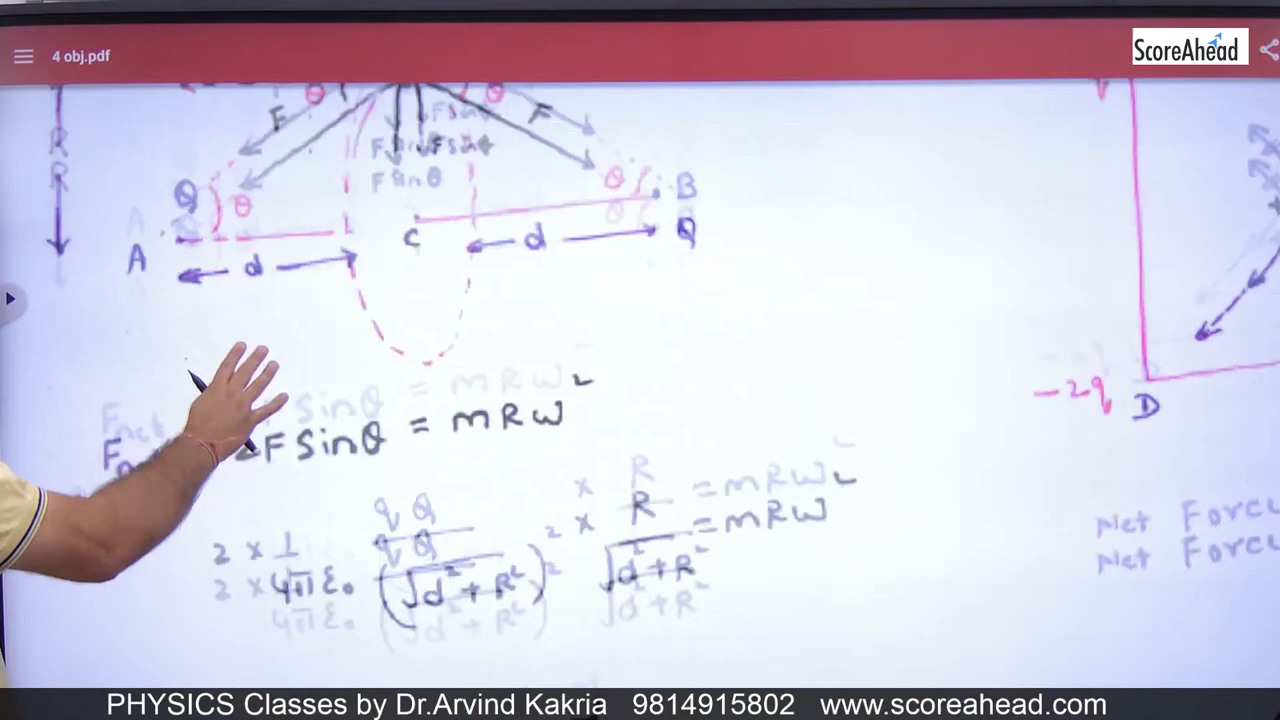 4 obj.pdf
ScoreAhead
θ θ
F F
F sinθ
R
R
F sinθ
Q θ θ B
A C d Q
d
-2q D
F sinθ = mRω²
2 × 1/4πε₀ qQ/(√d²+R²)² × R/√d²+R² = mRω²
Net Force
Net Force
PHYSICS Classes by Dr.Arvind Kakria 9814915802 www.scoreahead.com